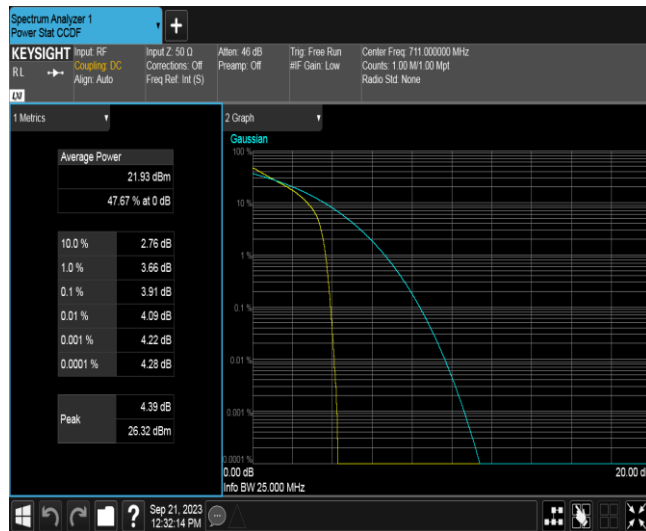 Spectrum Analyzer 1
Power Stat CCDF
KEYSIGHT
RL
LXI
Input: RF
Coupling: DC
Align: Auto
Input Z: 50 Ω
Corrections: Off
Freq Ref: Int (S)
Atten: 46 dB
Preamp: Off
Trig: Free Run
#IF Gain: Low
Center Freq: 711.000000 MHz
Counts: 1.00 M/1.00 Mpt
Radio Std: None
1 Metrics
Average Power
21.93 dBm
47.67 % at 0 dB
10.0 % 2.76 dB
1.0 % 3.66 dB
0.1 % 3.91 dB
0.01 % 4.09 dB
0.001 % 4.22 dB
0.0001 % 4.28 dB
Peak
4.39 dB
26.32 dBm
2 Graph
Gaussian
100 %
10 %
1 %
0.1 %
0.01 %
0.001 %
0.0001 %
0.00 dB
20.00 d
Info BW 25.000 MHz
?
Sep 21, 2023
12:32:14 PM